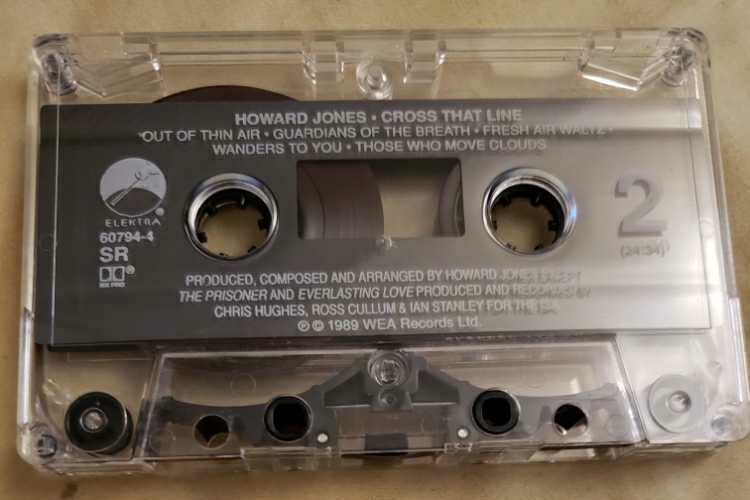 HOWARD JONES • CROSS THAT LINE
OUT OF THIN AIR • GUARDIANS OF THE BREATH • FRESH AIR WALTZ •
WANDERS TO YOU • THOSE WHO MOVE CLOUDS
ELEKTRA®
60794-4
SR
®
HX PRO
2
(24:34)
PRODUCED, COMPOSED AND ARRANGED BY HOWARD JONES EXCEPT
THE PRISONER AND EVERLASTING LOVE PRODUCED AND RECORDED BY
CHRIS HUGHES, ROSS CULLUM & IAN STANLEY FOR THE
℗ © 1989 WEA Records Ltd.